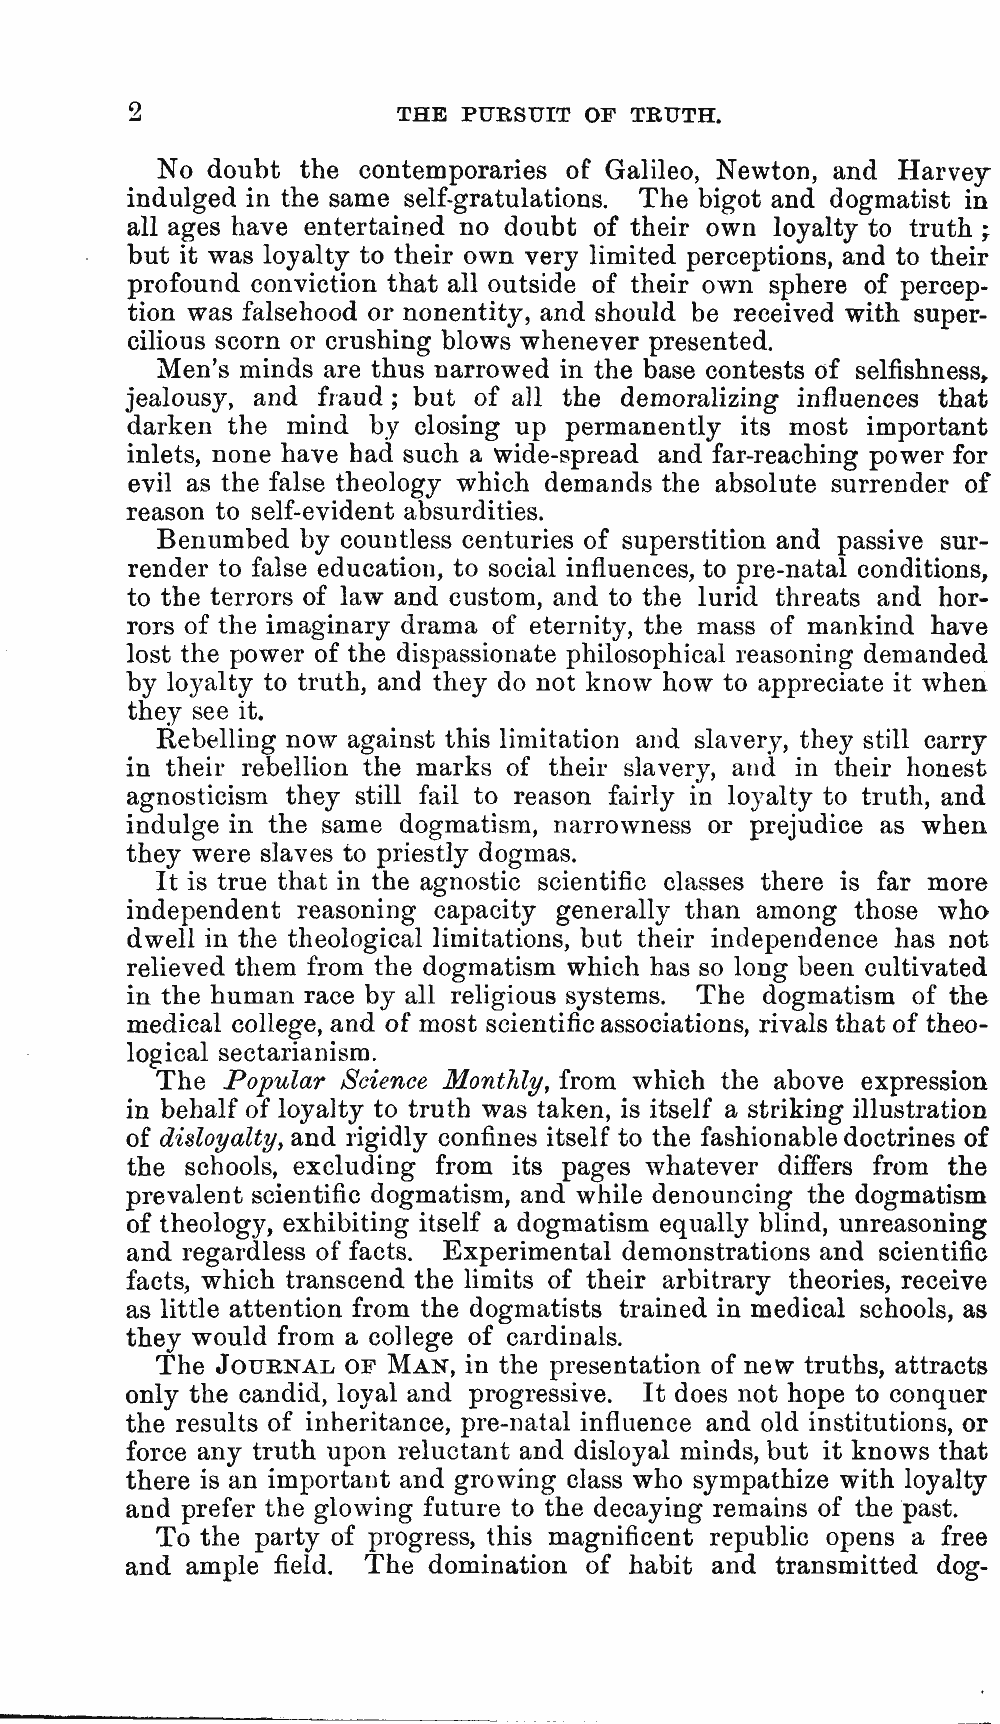 2 THE PURSUIT OF TRUTH.
No doubt the contemporaries of Galileo, Newton, and Harvey
indulged in the same self-gratulations. The bigot and dogmatist in
all ages have entertained no doubt of their own loyalty to truth ;
but it was loyalty to their own very limited perceptions, and to their
profound conviction that all outside of their own sphere of percep-
tion was falsehood or nonentity, and should be received with super-
cilious scorn or crushing blows whenever presented.
Men's minds are thus narrowed in the base contests of selfishness,
jealousy, and fraud ; but of all the demoralizing influences that
darken the mind by closing up permanently its most important
inlets, none have had such a wide-spread and far-reaching power for
evil as the false theology which demands the absolute surrender of
reason to self-evident absurdities.
Benumbed by countless centuries of superstition and passive sur-
render to false education, to social influences, to pre-natal conditions,
to the terrors of law and custom, and to the lurid threats and hor-
rors of the imaginary drama of eternity, the mass of mankind have
lost the power of the dispassionate philosophical reasoning demanded
by loyalty to truth, and they do not know how to appreciate it when
they see it.
Rebelling now against this limitation and slavery, they still carry
in their rebellion the marks of their slavery, and in their honest
agnosticism they still fail to reason fairly in loyalty to truth, and
indulge in the same dogmatism, narrowness or prejudice as when
they were slaves to priestly dogmas.
It is true that in the agnostic scientific classes there is far more
independent reasoning capacity generally than among those who
dwell in the theological limitations, but their independence has not
relieved them from the dogmatism which has so long been cultivated
in the human race by all religious systems. The dogmatism of the
medical college, and of most scientific associations, rivals that of theo-
logical sectarianism.
The Popular Science Monthly, from which the above expression
in behalf of loyalty to truth was taken, is itself a striking illustration
of disloyalty, and rigidly confines itself to the fashionable doctrines of
the schools, excluding from its pages whatever differs from the
prevalent scientific dogmatism, and while denouncing the dogmatism
of theology, exhibiting itself a dogmatism equally blind, unreasoning
and regardless of facts. Experimental demonstrations and scientific
facts, which transcend the limits of their arbitrary theories, receive
as little attention from the dogmatists trained in medical schools, as
they would from a college of cardinals.
The JOURNAL OF MAN, in the presentation of new truths, attracts
only the candid, loyal and progressive. It does not hope to conquer
the results of inheritance, pre-natal influence and old institutions, or
force any truth upon reluctant and disloyal minds, but it knows that
there is an important and growing class who sympathize with loyalty
and prefer the glowing future to the decaying remains of the past.
To the party of progress, this magnificent republic opens a free
and ample field. The domination of habit and transmitted dog-